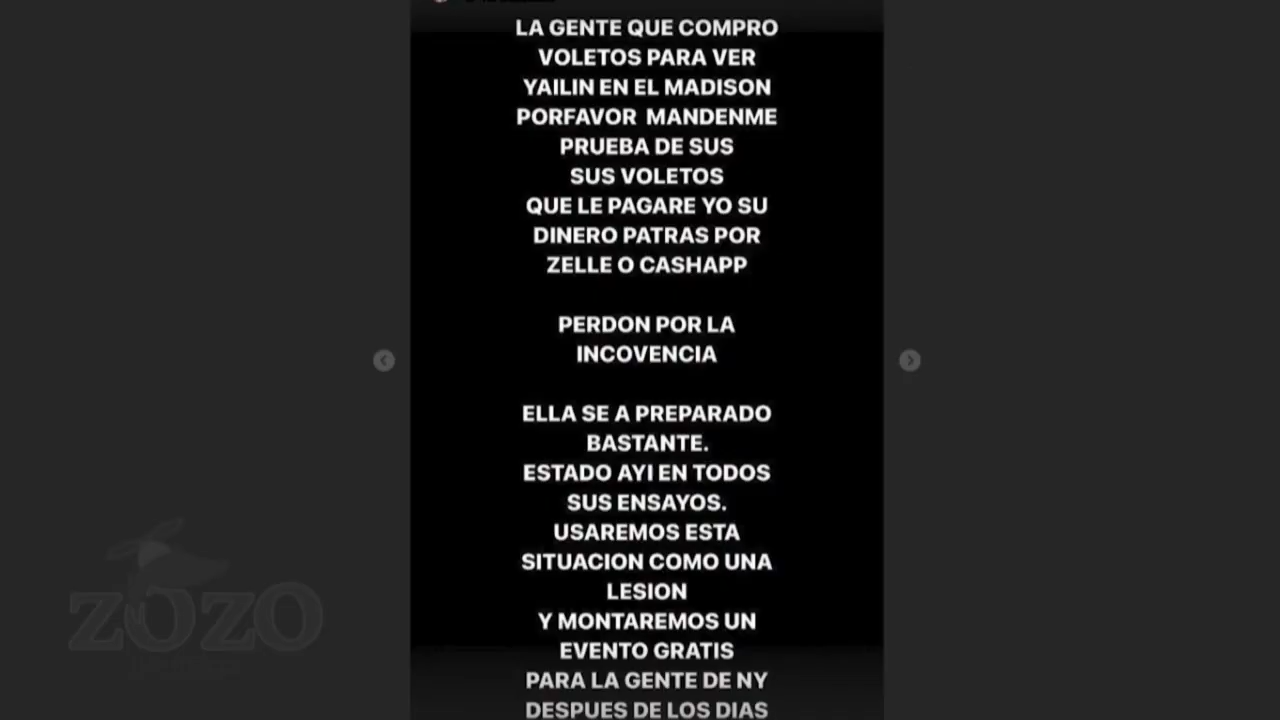 LA GENTE QUE COMPRO
VOLETOS PARA VER
YAILIN EN EL MADISON
PORFAVOR MANDENME
PRUEBA DE SUS
SUS VOLETOS
QUE LE PAGARE YO SU
DINERO PATRAS POR
ZELLE O CASHAPP
PERDON POR LA
INCOVENCIA
ELLA SE A PREPARADO
BASTANTE.
ESTADO AYI EN TODOS
SUS ENSAYOS.
USAREMOS ESTA
SITUACION COMO UNA
LESION
Y MONTAREMOS UN
EVENTO GRATIS
PARA LA GENTE DE NY
DESPUES DE LOS DIAS
ZOZO